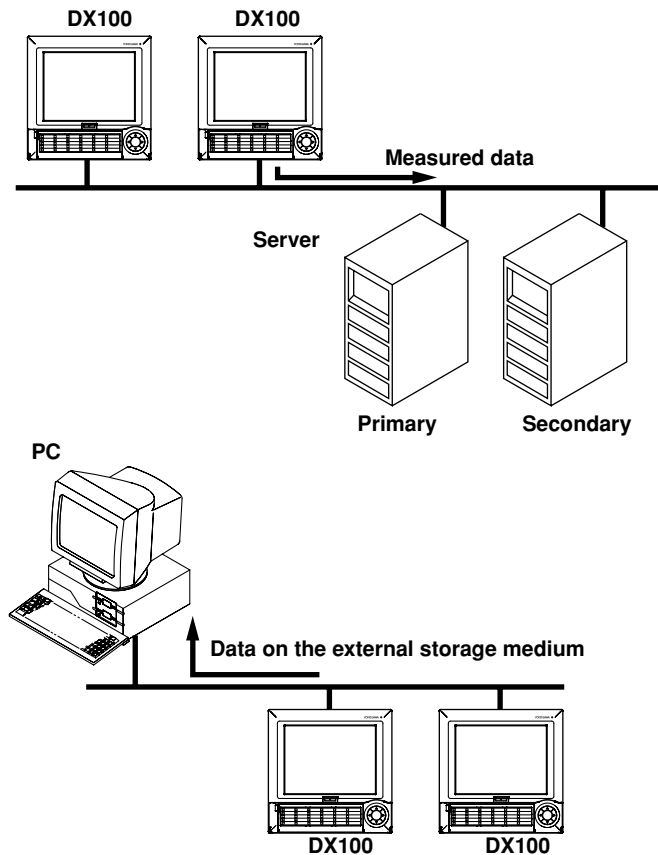 DX100 DX100
Measured data
Server
Primary Secondary
PC
Data on the external storage medium
DX100 DX100